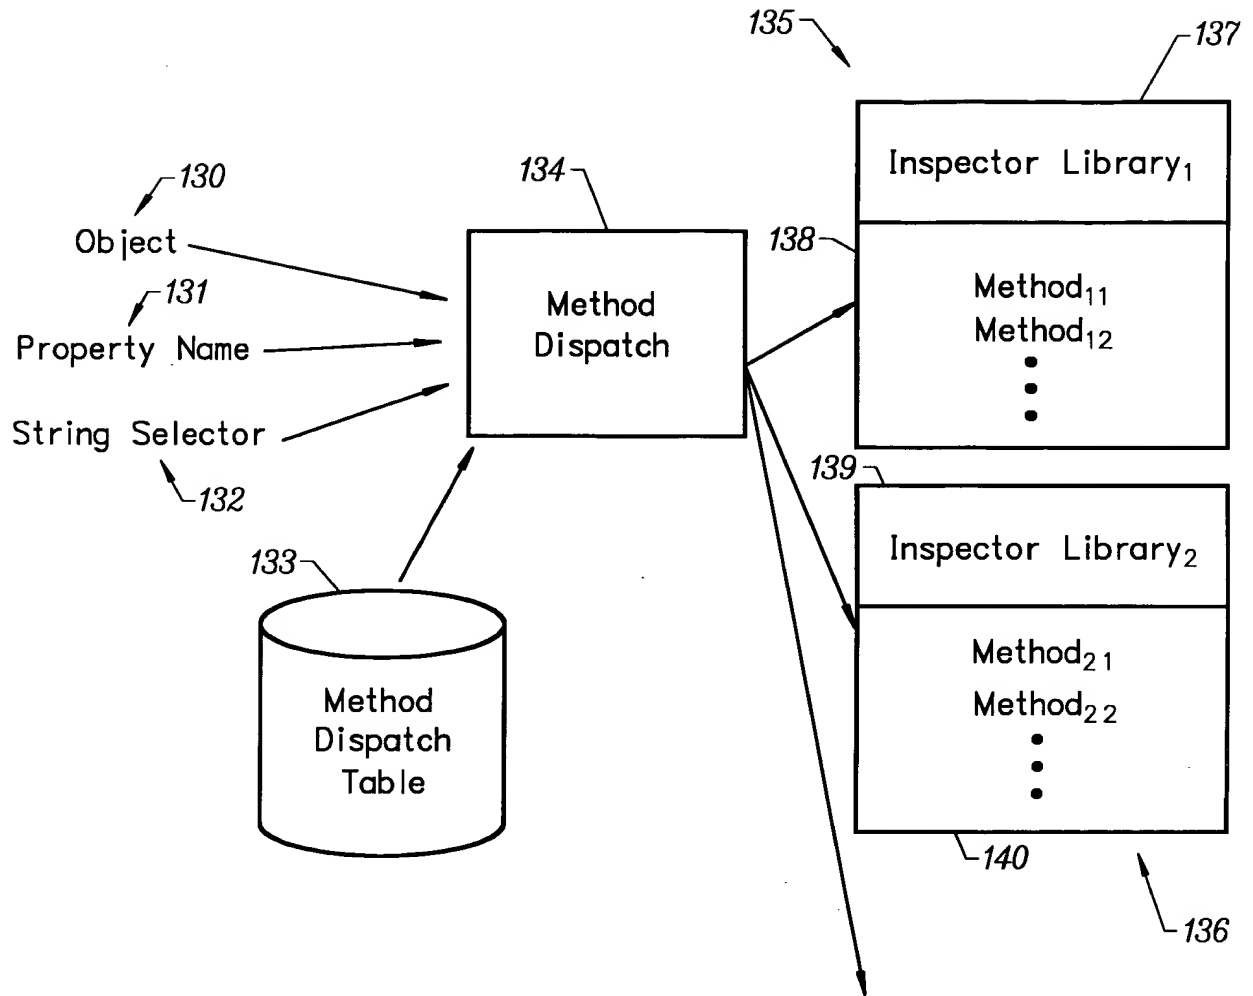 135
137
Inspector Library₁
130
134
Object
138
131
Method
Dispatch
Method₁₁
Property Name
Method₁₂
String Selector
132
139
133
Inspector Library₂
Method
Dispatch
Table
Method₂₁
Method₂₂
140
136